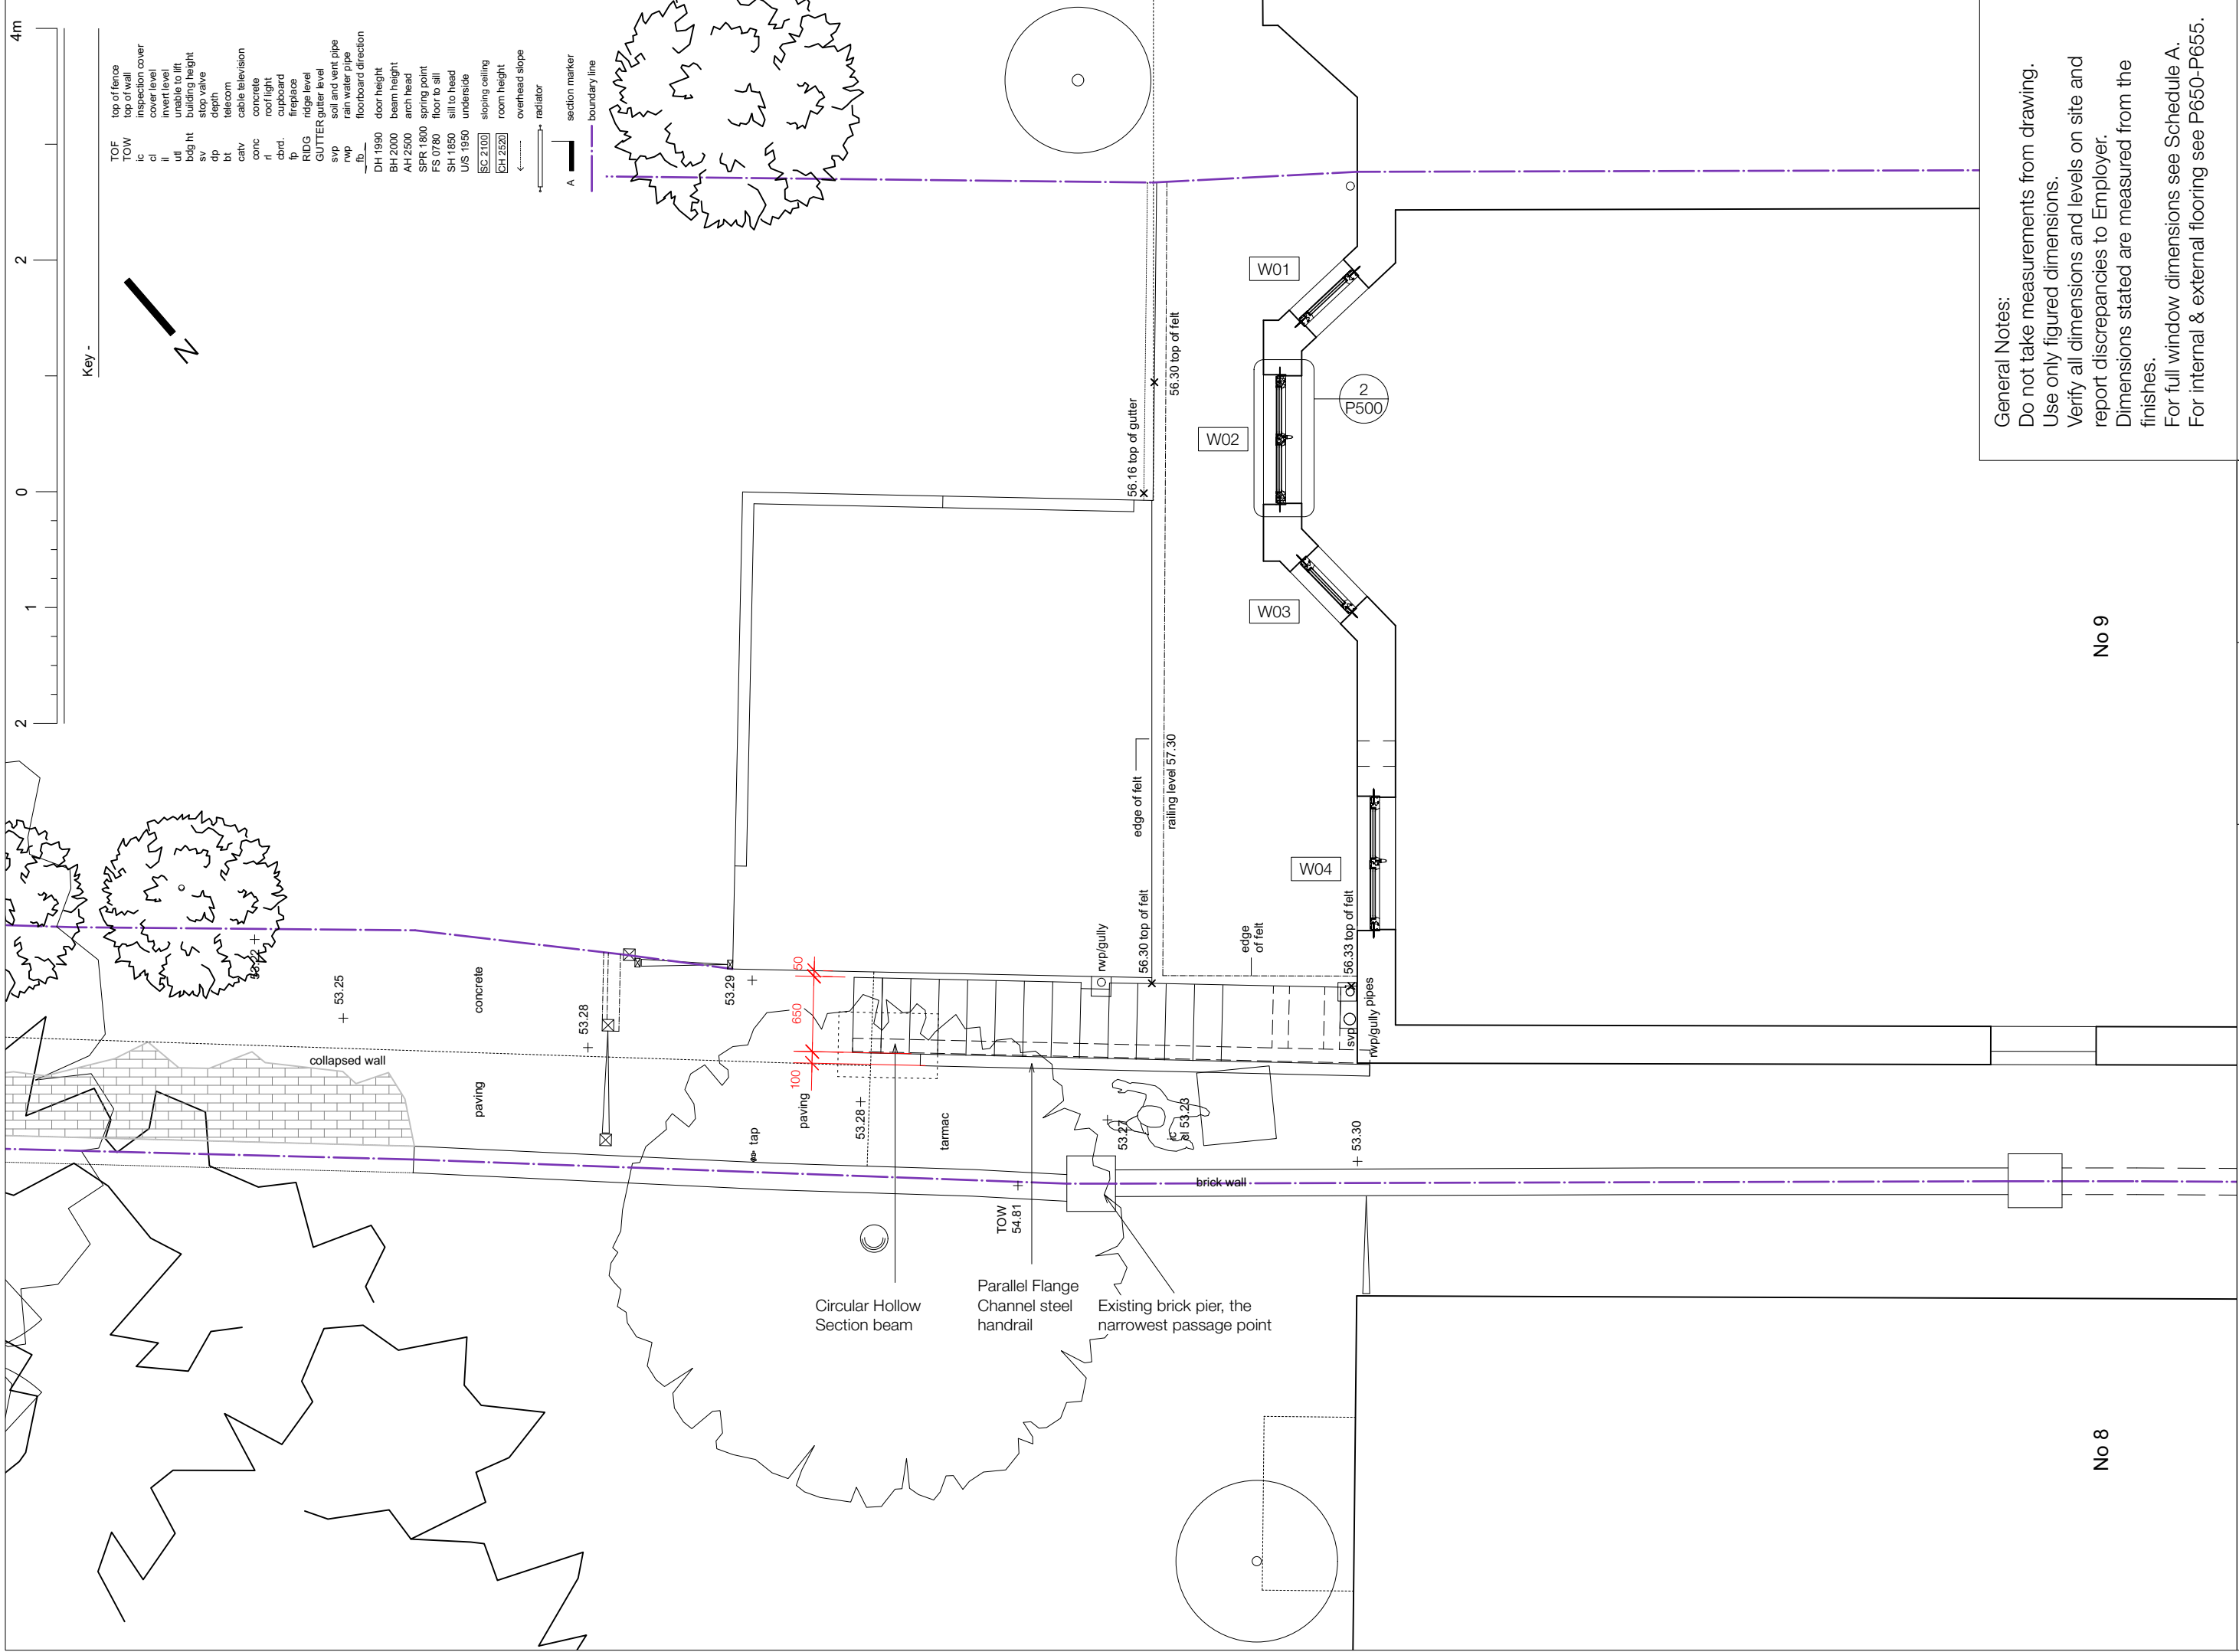 4m
2
0
1
2
Key -
TOF top of fence
TOW top of wall
ic inspection cover
cl cover level
il invert level
utl unable to lift
bdg ht building height
sv stop valve
dp depth
bt telecom
catv cable television
conc concrete
rl roof light
cbrd. cupboard
fp fireplace
RIDG ridge level
GUTTER gutter level
svp soil and vent pipe
rwp rain water pipe
fb floorboard direction
DH 1990 door height
BH 2000 beam height
AH 2500 arch head
SPR 1800 spring point
FS 0780 floor to sill
SH 1850 sill to head
U/S 1950 underside
SC 2100 sloping ceiling
CH 2520 room height
overhead slope
radiator
A section marker
boundary line
N
W01
W02
W03
W04
2
P500
56.16 top of gutter
56.30 top of felt
edge of felt
railing level 57.30
rwp/gully
56.30 top of felt
edge
of felt
56.33 top of felt
svp
rwp/gully pipes
53.22
53.25
concrete
53.28
53.29
50
650
100
collapsed wall
paving
tap
paving
53.28
tarmac
53.27
ic
cl 53.23
53.30
brick wall
TOW
54.81
Circular Hollow
Section beam
Parallel Flange
Channel steel
handrail
Existing brick pier, the
narrowest passage point
No 9
No 8
General Notes:
Do not take measurements from drawing.
Use only figured dimensions.
Verify all dimensions and levels on site and
report discrepancies to Employer.
Dimensions stated are measured from the
finishes.
For full window dimensions see Schedule A.
For internal & external flooring see P650-P655.